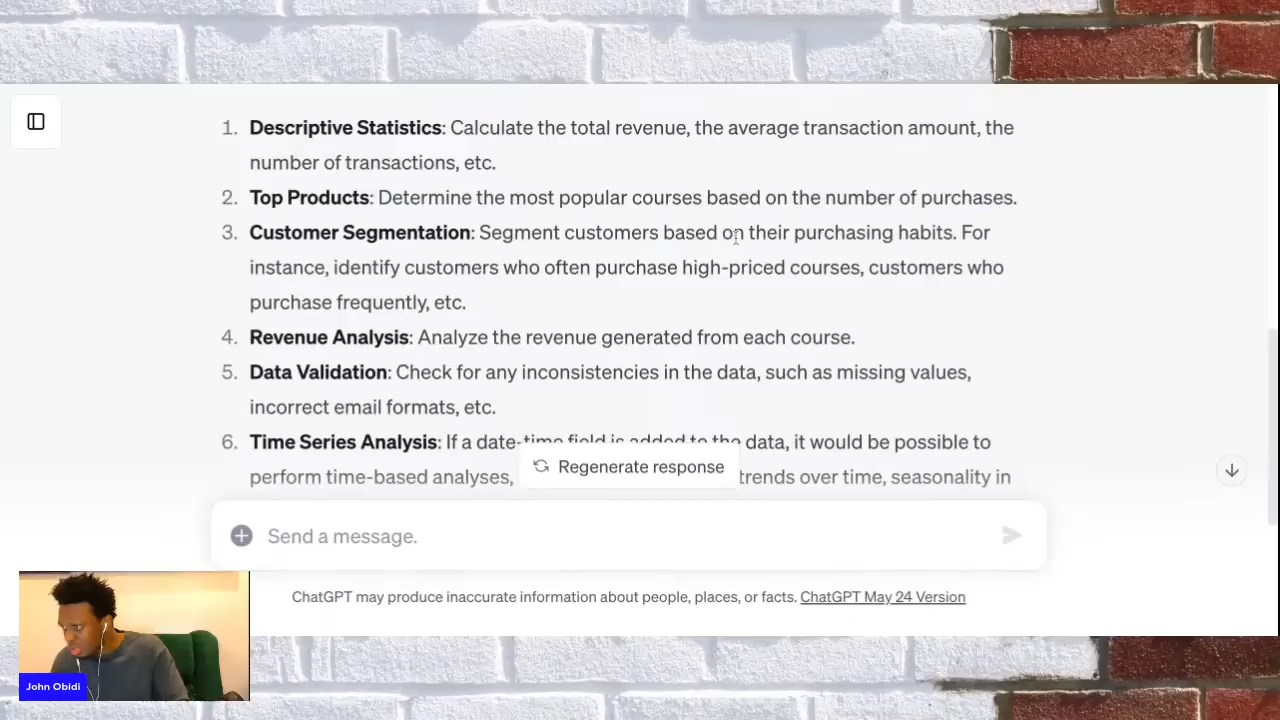 1. Descriptive Statistics: Calculate the total revenue, the average transaction amount, the
number of transactions, etc.
2. Top Products: Determine the most popular courses based on the number of purchases.
3. Customer Segmentation: Segment customers based on their purchasing habits. For
instance, identify customers who often purchase high-priced courses, customers who
purchase frequently, etc.
4. Revenue Analysis: Analyze the revenue generated from each course.
5. Data Validation: Check for any inconsistencies in the data, such as missing values,
incorrect email formats, etc.
6. Time Series Analysis: If a date-time field is added to the data, it would be possible to
perform time-based analyses, trends over time, seasonality in
Regenerate response
Send a message.
ChatGPT may produce inaccurate information about people, places, or facts. ChatGPT May 24 Version
John Obidi